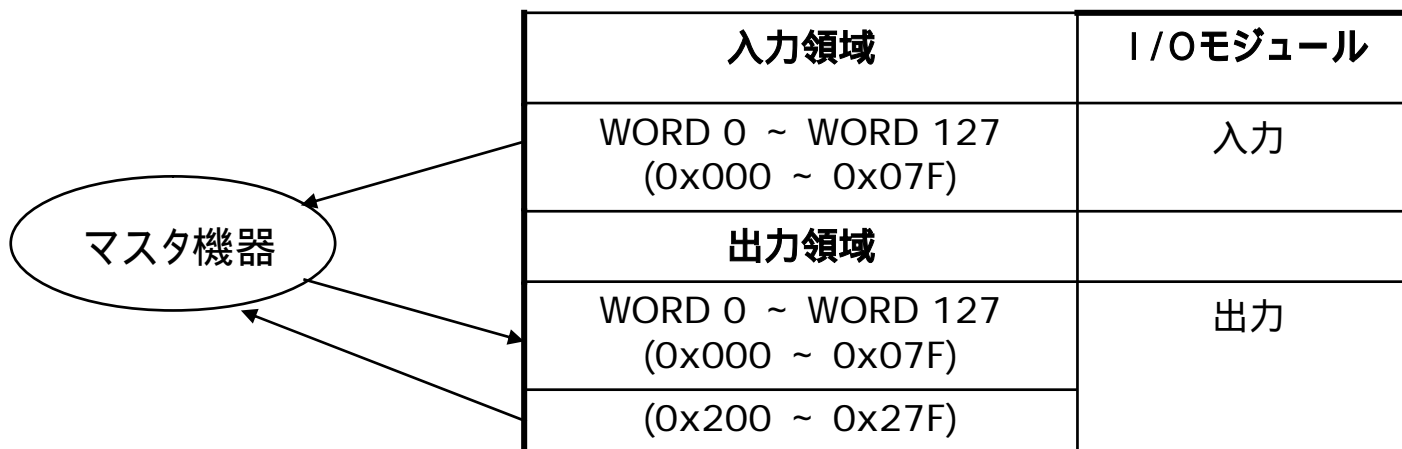 入力領域
I/Oモジュール
WORD 0 ~ WORD 127
(0x000 ~ 0x07F)
入力
マスタ機器
出力領域
WORD 0 ~ WORD 127
(0x000 ~ 0x07F)
出力
(0x200 ~ 0x27F)